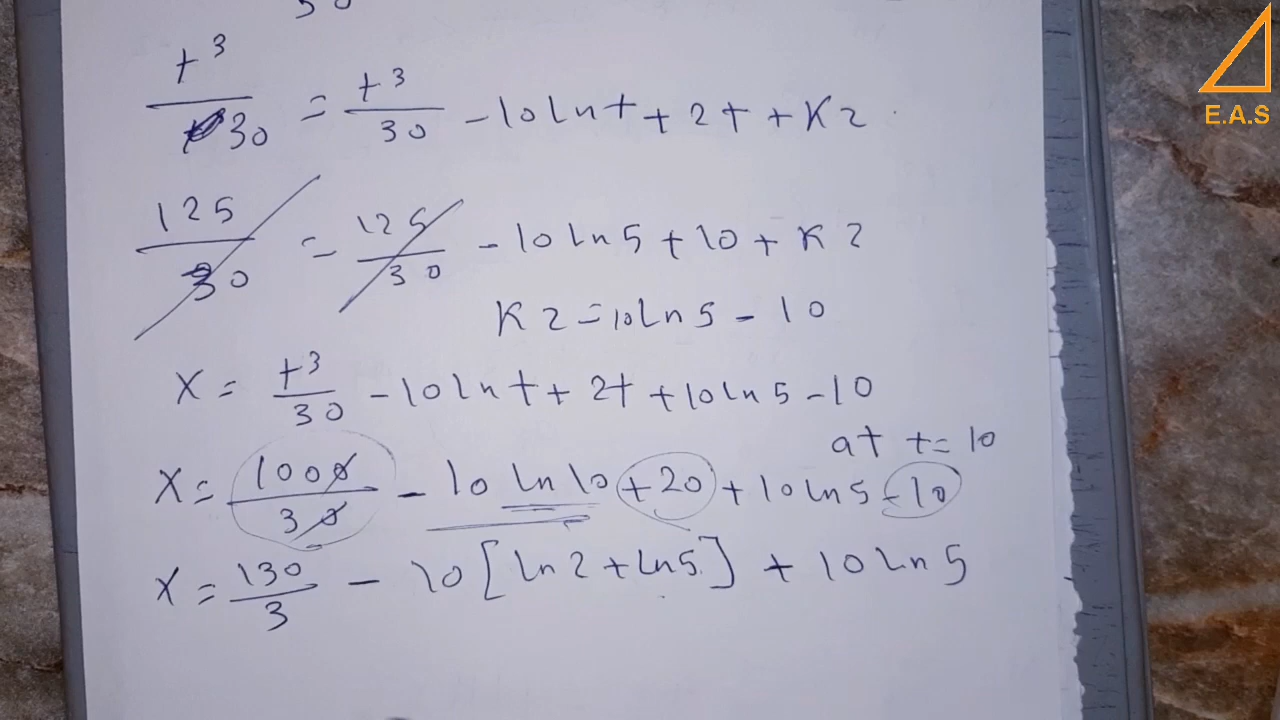 30
t³/30 = t³/30 - 10 ln t + 2t + K2
125/30 = 125/30 - 10 ln 5 + 10 + K2
K2 = 10 ln 5 - 10
X = t³/30 - 10 ln t + 2t + 10 ln 5 - 10
at t = 10
X = 1000/30 - 10 ln 10 + 20 + 10 ln 5 - 10
X = 130/3 - 10 [ln 2 + ln 5] + 10 ln 5
E.A.S